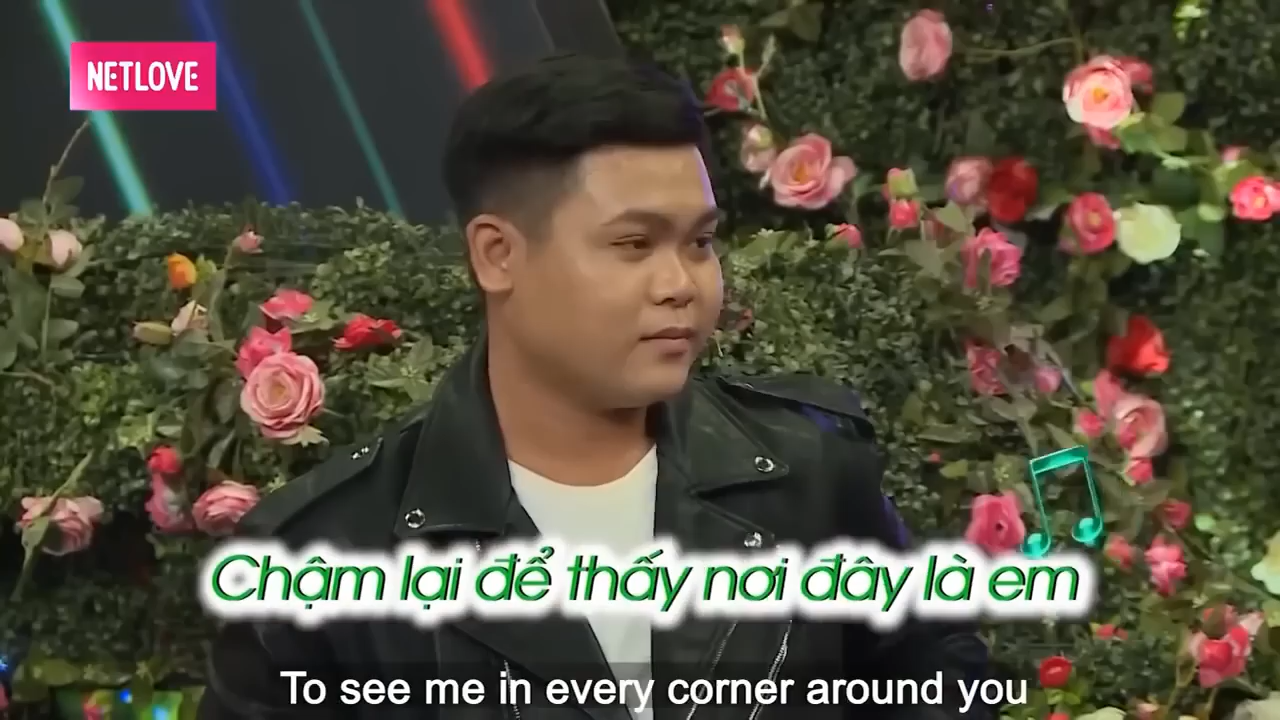 NETLOVE
Chậm lại để thấy nơi đây là em
To see me in every corner around you